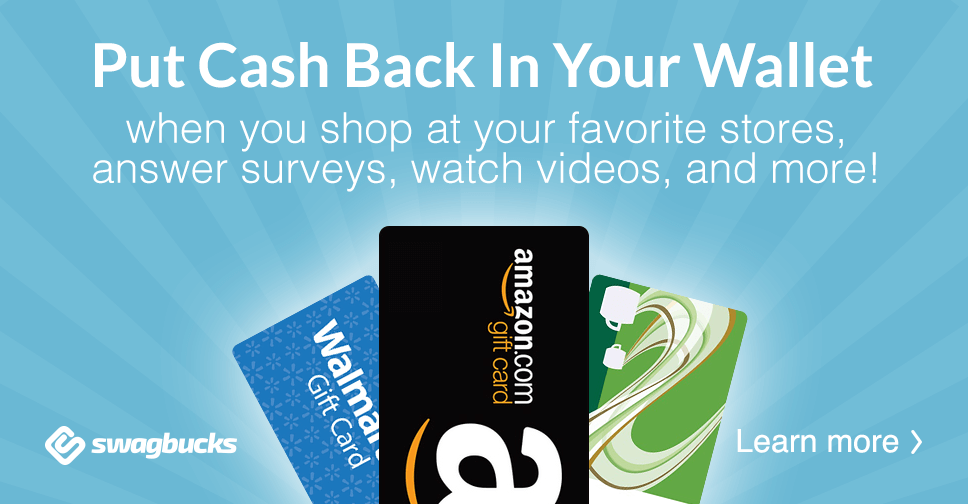 Put Cash Back In Your Wallet
when you shop at your favorite stores,
answer surveys, watch videos, and more!
amazon.com
gift card
Walmar
Gift Card
a
swagbucks
Learn more